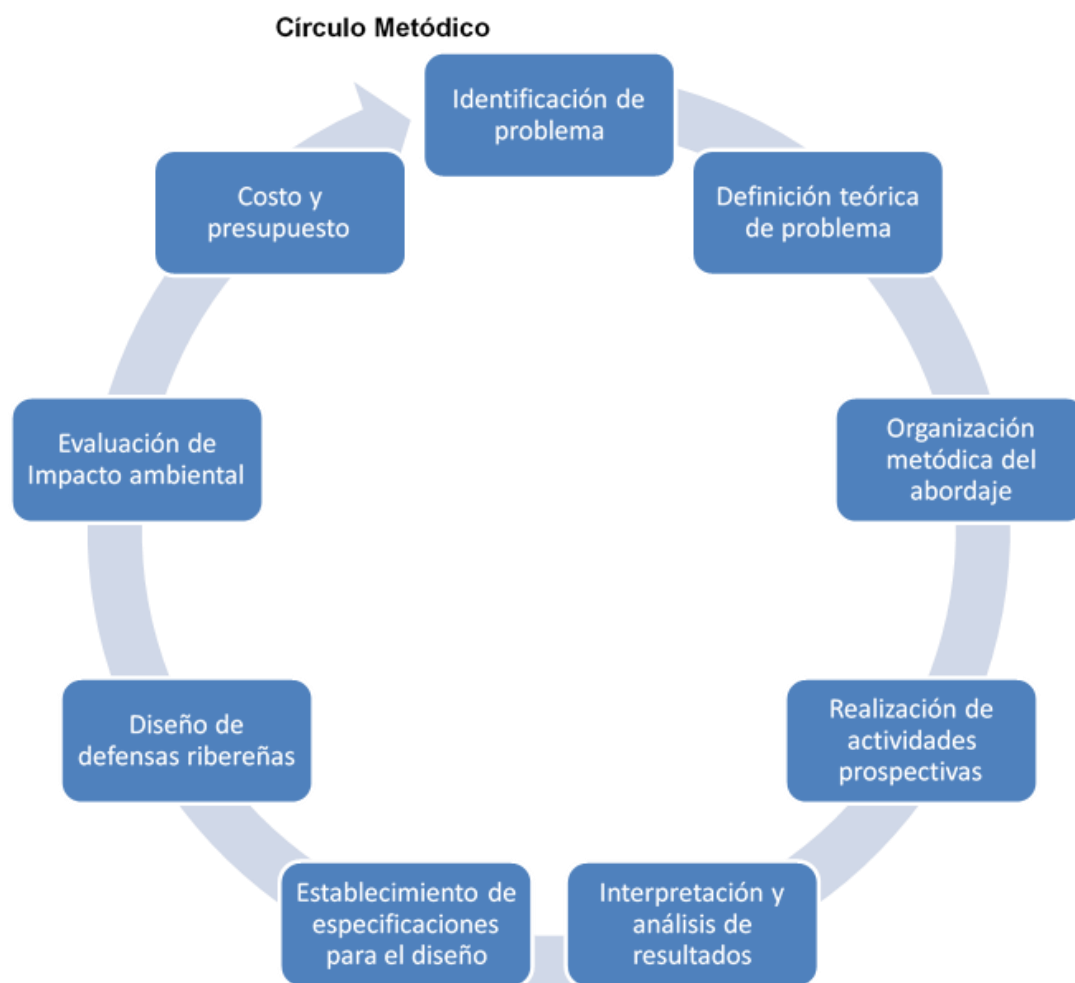 Círculo Metódico
Identificación de
problema
Definición teórica
de problema
Organización
metódica del
abordaje
Realización de
actividades
prospectivas
Interpretación y
análisis de
resultados
Establecimiento de
especificaciones
para el diseño
Diseño de
defensas ribereñas
Evaluación de
Impacto ambiental
Costo y
presupuesto